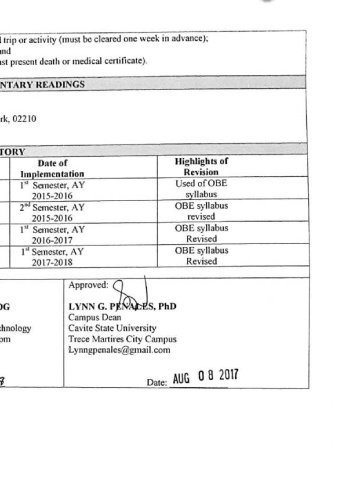 trip or activity (must be cleared one week in advance);
and
st present death or medical certificate).
NTARY READINGS
rk, 02210
TORY
Date of Implementation
Highlights of Revision
1st Semester, AY 2015-2016
Used of OBE syllabus
2nd Semester, AY 2015-2016
OBE syllabus revised
1st Semester, AY 2016-2017
OBE syllabus Revised
1st Semester, AY 2017-2018
OBE syllabus Revised
OG
chnology
om
Approved:
LYNN G. PENALES, PhD
Campus Dean
Cavite State University
Trece Martires City Campus
Lynngpenales@gmail.com
Date: AUG 08 2017